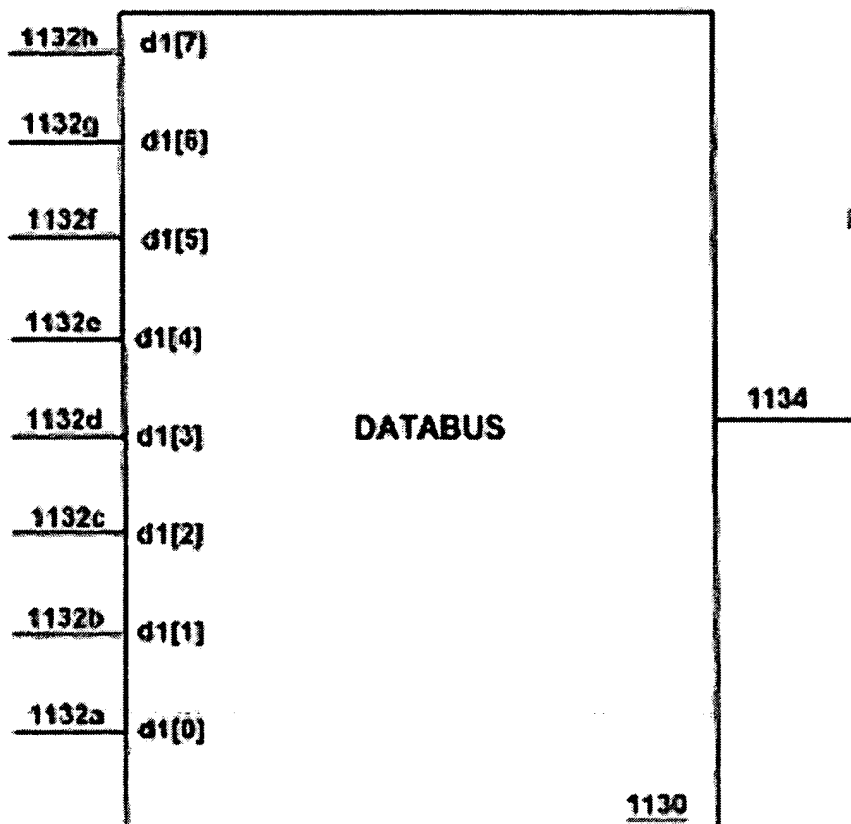 1132h d1[7]
1132g d1[6]
1132f d1[5]
1132e d1[4]
1134
1132d d1[3]
DATABUS
1132c d1[2]
1132b d1[1]
1132a d1[0]
1130